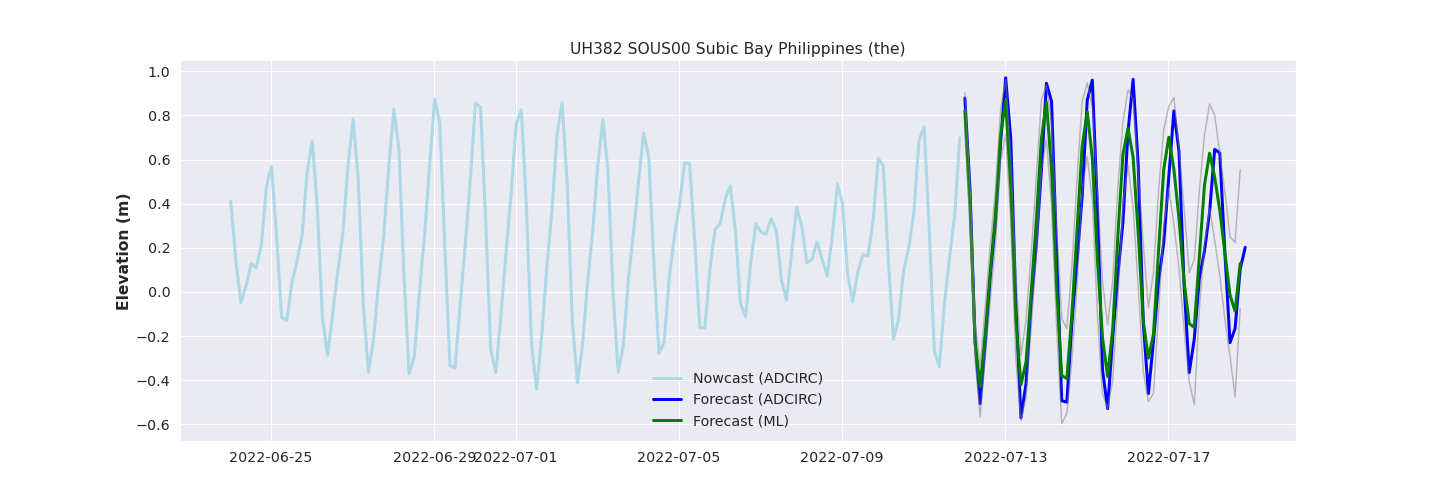 UH382 SOUS00 Subic Bay Philippines (the)
1.0
0.8
0.6
0.4
0.2
0.0
−0.2
−0.4
−0.6
Elevation (m)
Nowcast (ADCIRC)
Forecast (ADCIRC)
Forecast (ML)
2022-06-25 2022-06-29 2022-07-01 2022-07-05 2022-07-09 2022-07-13 2022-07-17